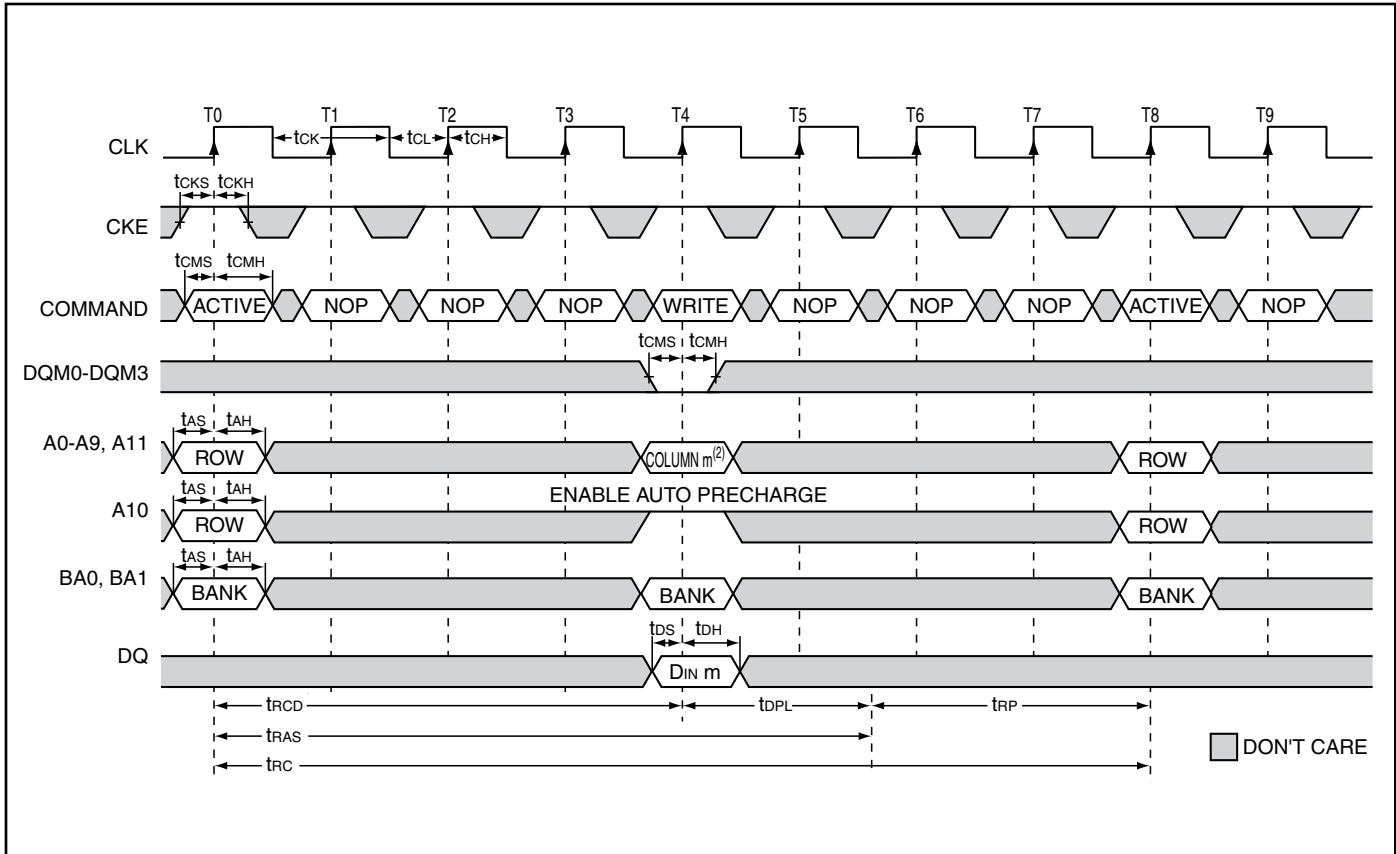 T0 T1 T2 T3 T4 T5 T6 T7 T8 T9
CLK tCK tCL tCH
tCKS tCKH
CKE
tCMS tCMH
COMMAND ACTIVE NOP NOP NOP WRITE NOP NOP NOP ACTIVE NOP
tCMS tCMH
DQM0-DQM3
tAS tAH
A0-A9, A11 ROW COLUMN m(2) ROW
tAS tAH ENABLE AUTO PRECHARGE
A10 ROW ROW
tAS tAH
BA0, BA1 BANK BANK BANK
tDS tDH
DQ DIN m
tRCD tDPL tRP
tRAS
DON'T CARE
tRC